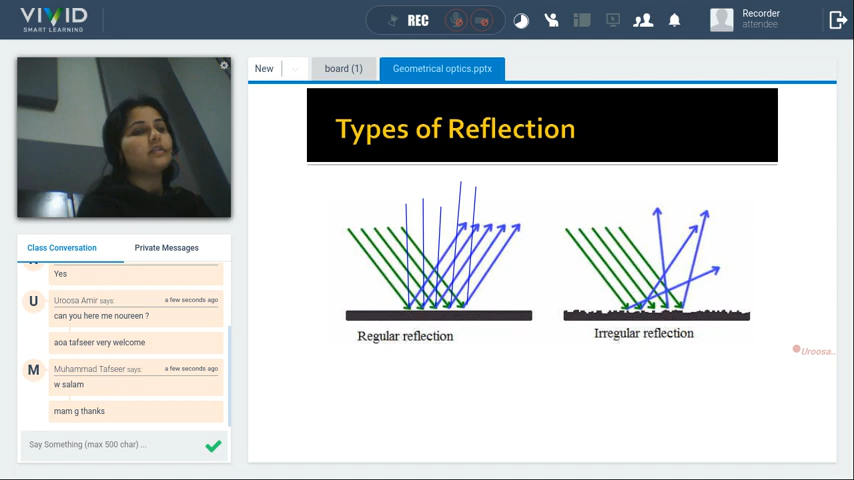 VIVID
SMART LEARNING
REC
Recorder
attendee
New
board (1)
Geometrical optics.pptx
Types of Reflection
Regular reflection
Irregular reflection
Uroosa..
Class Conversation
Private Messages
Yes
U
Uroosa Amir says:
a few seconds ago
can you here me noureen ?
aoa tafseer very welcome
M
Muhammad Tafseer says:
a few seconds ago
w salam
mam g thanks
Say Something (max 500 char) ...